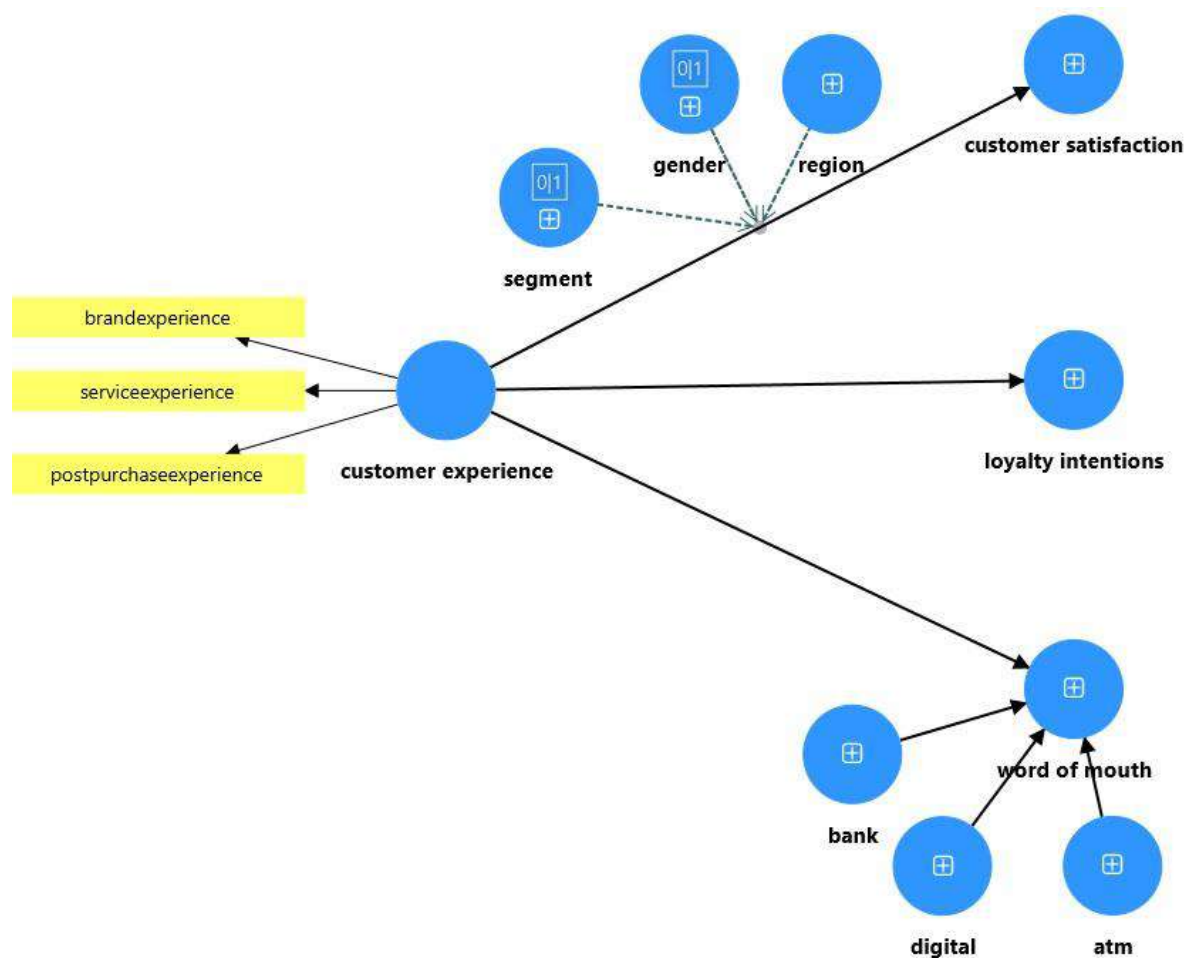 0|1
0|1
customer satisfaction
gender
region
segment
brandexperience
serviceexperience
postpurchaseexperience
customer experience
loyalty intentions
word of mouth
bank
digital
atm